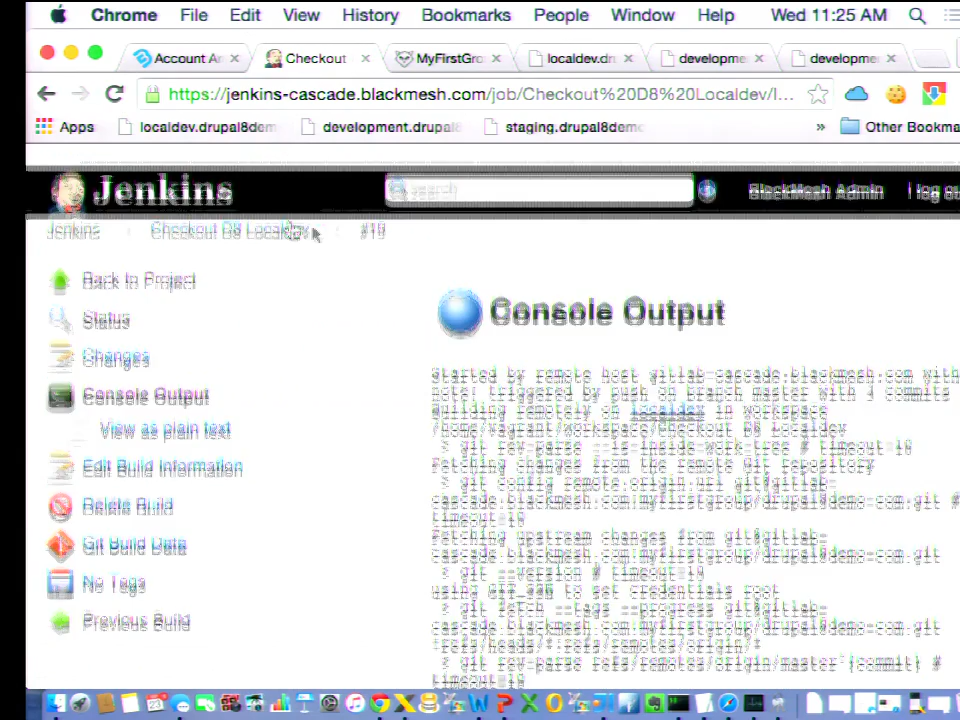 Chrome File Edit View History Bookmarks People Window Help Wed 11:25 AM
Account Ar Checkout MyFirstGro localdev.dr developme developme
https://jenkins-cascade.blackmesh.com/job/Checkout%20D8%20Localdev/l...
Apps localdev.drupal8dem development.drupal staging.drupal8dem » Other Bookma
Jenkins search BlackMesh Admin | log ou
Jenkins Checkout D8 Localdev
Back to Project
Status
Changes
Console Output
View as plain text
Edit Build Information
Delete Build
Git Build Data
No Tags
Previous Build
Console Output
Started by remote host gitlab-cascade.blackmesh.com with
note: triggered by push on branch master with 4 commits
Building remotely on localdev in workspace
/home/vagrant/workspace/Checkout D8 Localdev
> git rev-parse --is-inside-work-tree # timeout=10
Fetching changes from the remote Git repository
> git config remote.origin.url git@gitlab-
cascade.blackmesh.com:myfirstgroup/drupal8demo-com.git #
timeout=10
Fetching upstream changes from git@gitlab-
cascade.blackmesh.com:myfirstgroup/drupal8demo-com.git
> git --version # timeout=10
using GIT_SSH to set credentials root
> git fetch --tags --progress git@gitlab-
cascade.blackmesh.com:myfirstgroup/drupal8demo-com.git
+refs/heads/*:refs/remotes/origin/*
> git rev-parse refs/remotes/origin/master^{commit} #
timeout=10